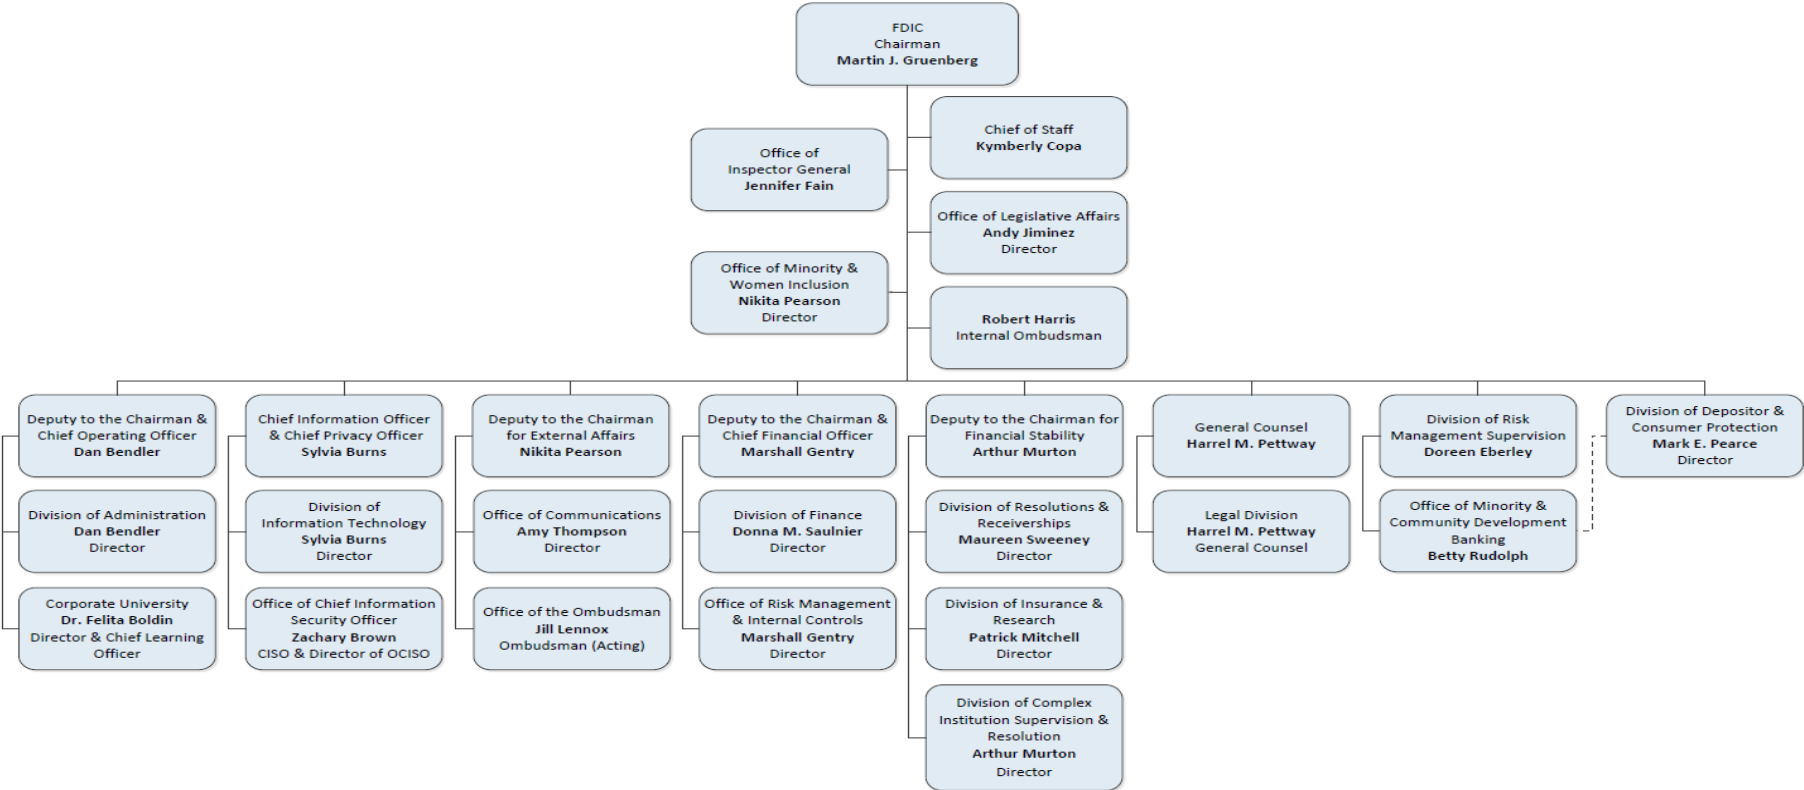 FDIC
Chairman
Martin J. Gruenberg
Chief of Staff
Kymberly Copa
Office of
Inspector General
Jennifer Fain
Office of Legislative Affairs
Andy Jiminez
Director
Office of Minority &
Women Inclusion
Nikita Pearson
Director
Robert Harris
Internal Ombudsman
Deputy to the Chairman &
Chief Operating Officer
Dan Bendler
Chief Information Officer
& Chief Privacy Officer
Sylvia Burns
Deputy to the Chairman
for External Affairs
Nikita Pearson
Deputy to the Chairman &
Chief Financial Officer
Marshall Gentry
Deputy to the Chairman for
Financial Stability
Arthur Murton
General Counsel
Harrel M. Pettway
Division of Risk
Management Supervision
Doreen Eberley
Division of Depositor &
Consumer Protection
Mark E. Pearce
Director
Division of Administration
Dan Bendler
Director
Division of
Information Technology
Sylvia Burns
Director
Office of Communications
Amy Thompson
Director
Division of Finance
Donna M. Saulnier
Director
Division of Resolutions &
Receiverships
Maureen Sweeney
Director
Legal Division
Harrel M. Pettway
General Counsel
Office of Minority &
Community Development
Banking
Betty Rudolph
Corporate University
Dr. Felita Boldin
Director & Chief Learning
Officer
Office of Chief Information
Security Officer
Zachary Brown
CISO & Director of OCISO
Office of the Ombudsman
Jill Lennox
Ombudsman (Acting)
Office of Risk Management
& Internal Controls
Marshall Gentry
Director
Division of Insurance &
Research
Patrick Mitchell
Director
Division of Complex
Institution Supervision &
Resolution
Arthur Murton
Director